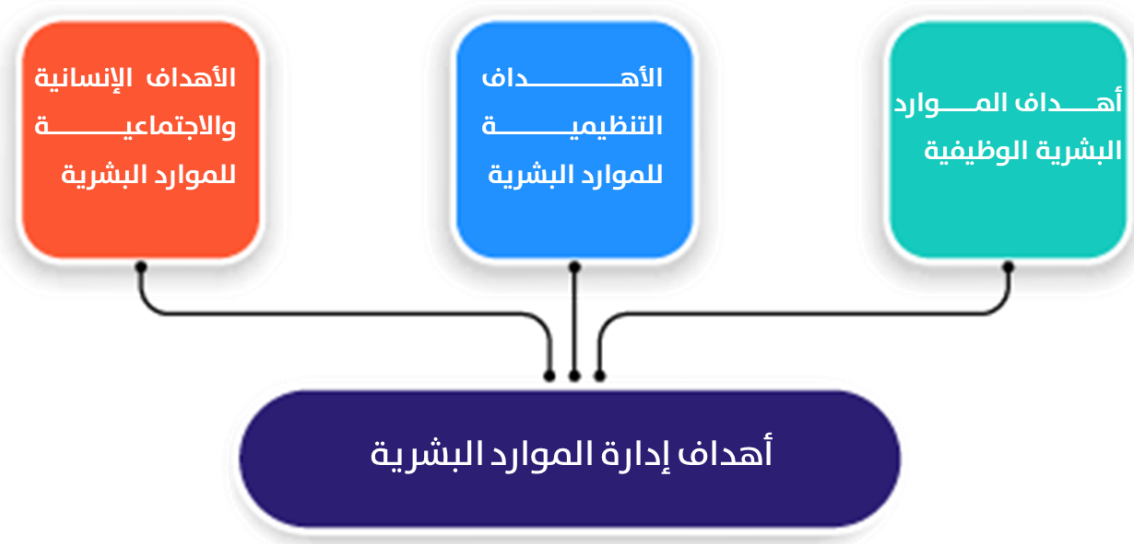 أهداف الموارد
البشرية الوظيفية
الأهداف
التنظيمية
للموارد البشرية
الأهداف الإنسانية
والاجتماعية
للموارد البشرية
أهداف إدارة الموارد البشرية